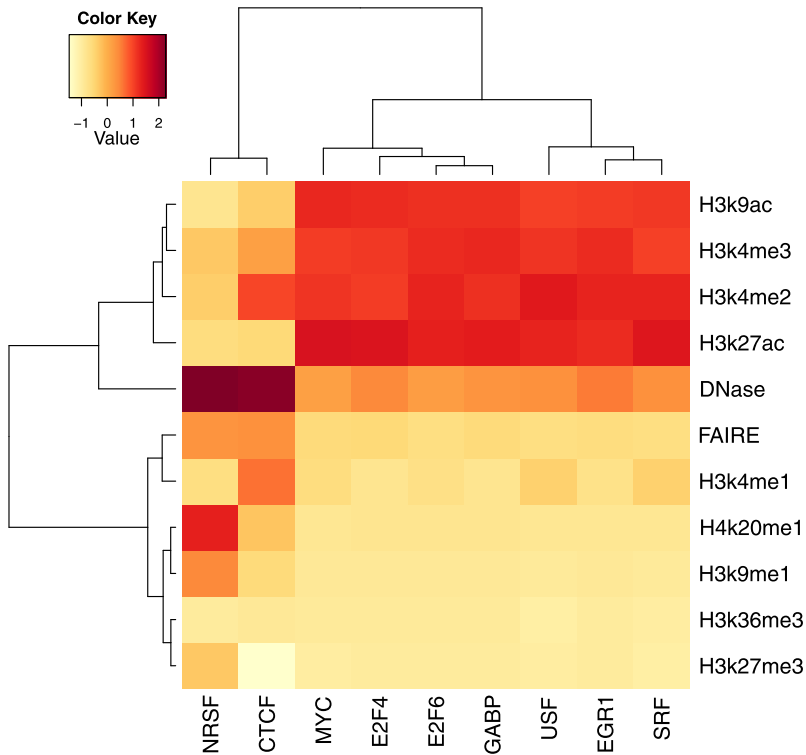 Color Key
−1 0 1 2
Value
H3k9ac
H3k4me3
H3k4me2
H3k27ac
DNase
FAIRE
H3k4me1
H4k20me1
H3k9me1
H3k36me3
H3k27me3
NRSF
CTCF
MYC
E2F4
E2F6
GABP
USF
EGR1
SRF